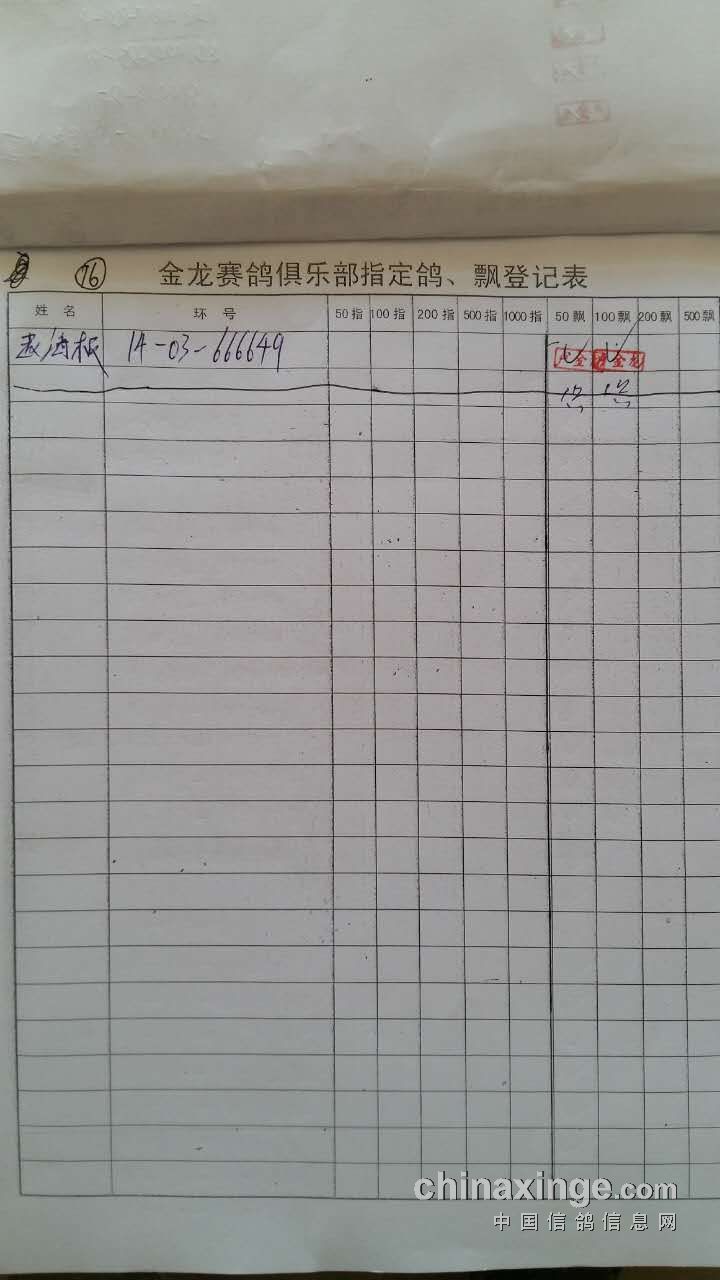 16 金龙赛鸽俱乐部指定鸽、飘登记表
姓 名 环 号 50指 100指 200指 500指 1000指 50飘 100飘 200飘 500飘
14-03-666649
chinaxinge.com
中国信鸽信息网